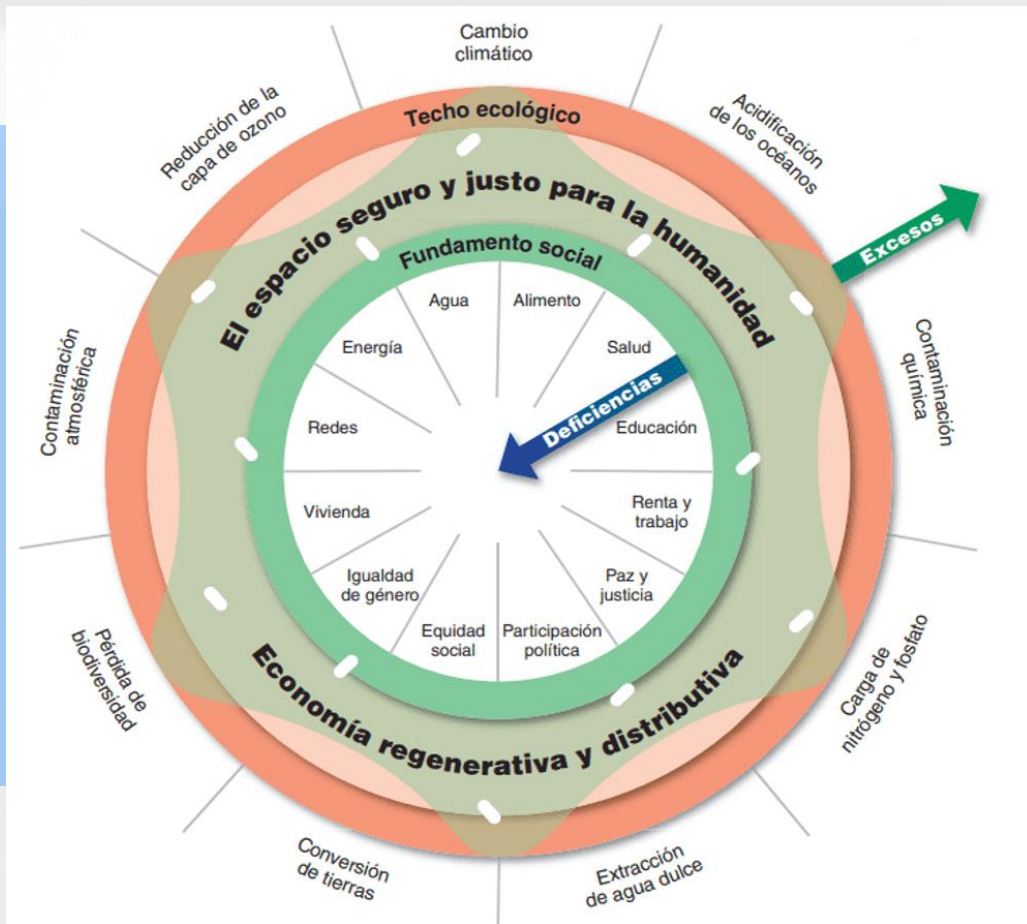 Cambio
climático
Acidificación
de los océanos
Excesos
Contaminación
química
Carga de
nitrógeno y fosfato
Extracción
de agua dulce
Conversión
de tierras
Pérdida de
biodiversidad
Contaminación
atmosférica
Reducción de la
capa de ozono
Techo ecológico
El espacio seguro y justo para la humanidad
Fundamento social
Agua
Alimento
Energía
Salud
Deficiencias
Redes
Educación
Vivienda
Renta y
trabajo
Igualdad
de género
Paz y
justicia
Equidad
social
Participación
política
Economía regenerativa y distributiva